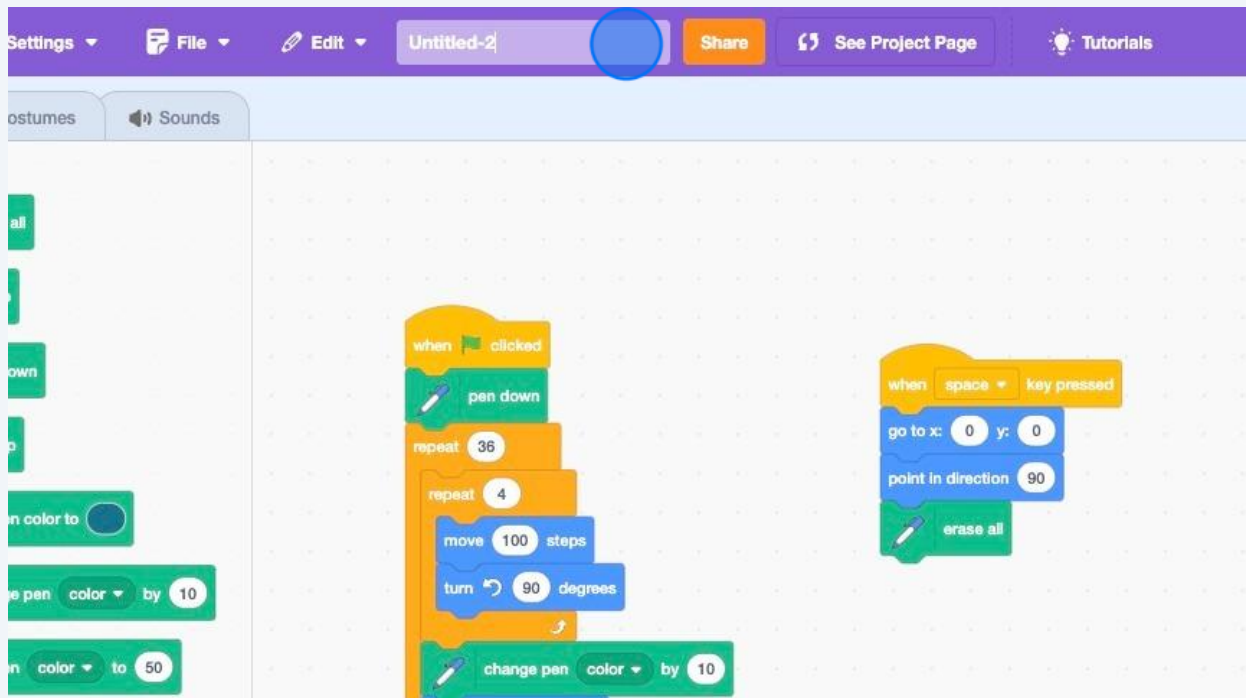 Settings File Edit Untitled-2 Share See Project Page Tutorials
ostumes Sounds
all
own
n color to
e pen color by 10
n color to 50
when clicked
pen down
repeat 36
repeat 4
move 100 steps
turn 90 degrees
change pen color by 10
when space key pressed
go to x: 0 y: 0
point in direction 90
erase all